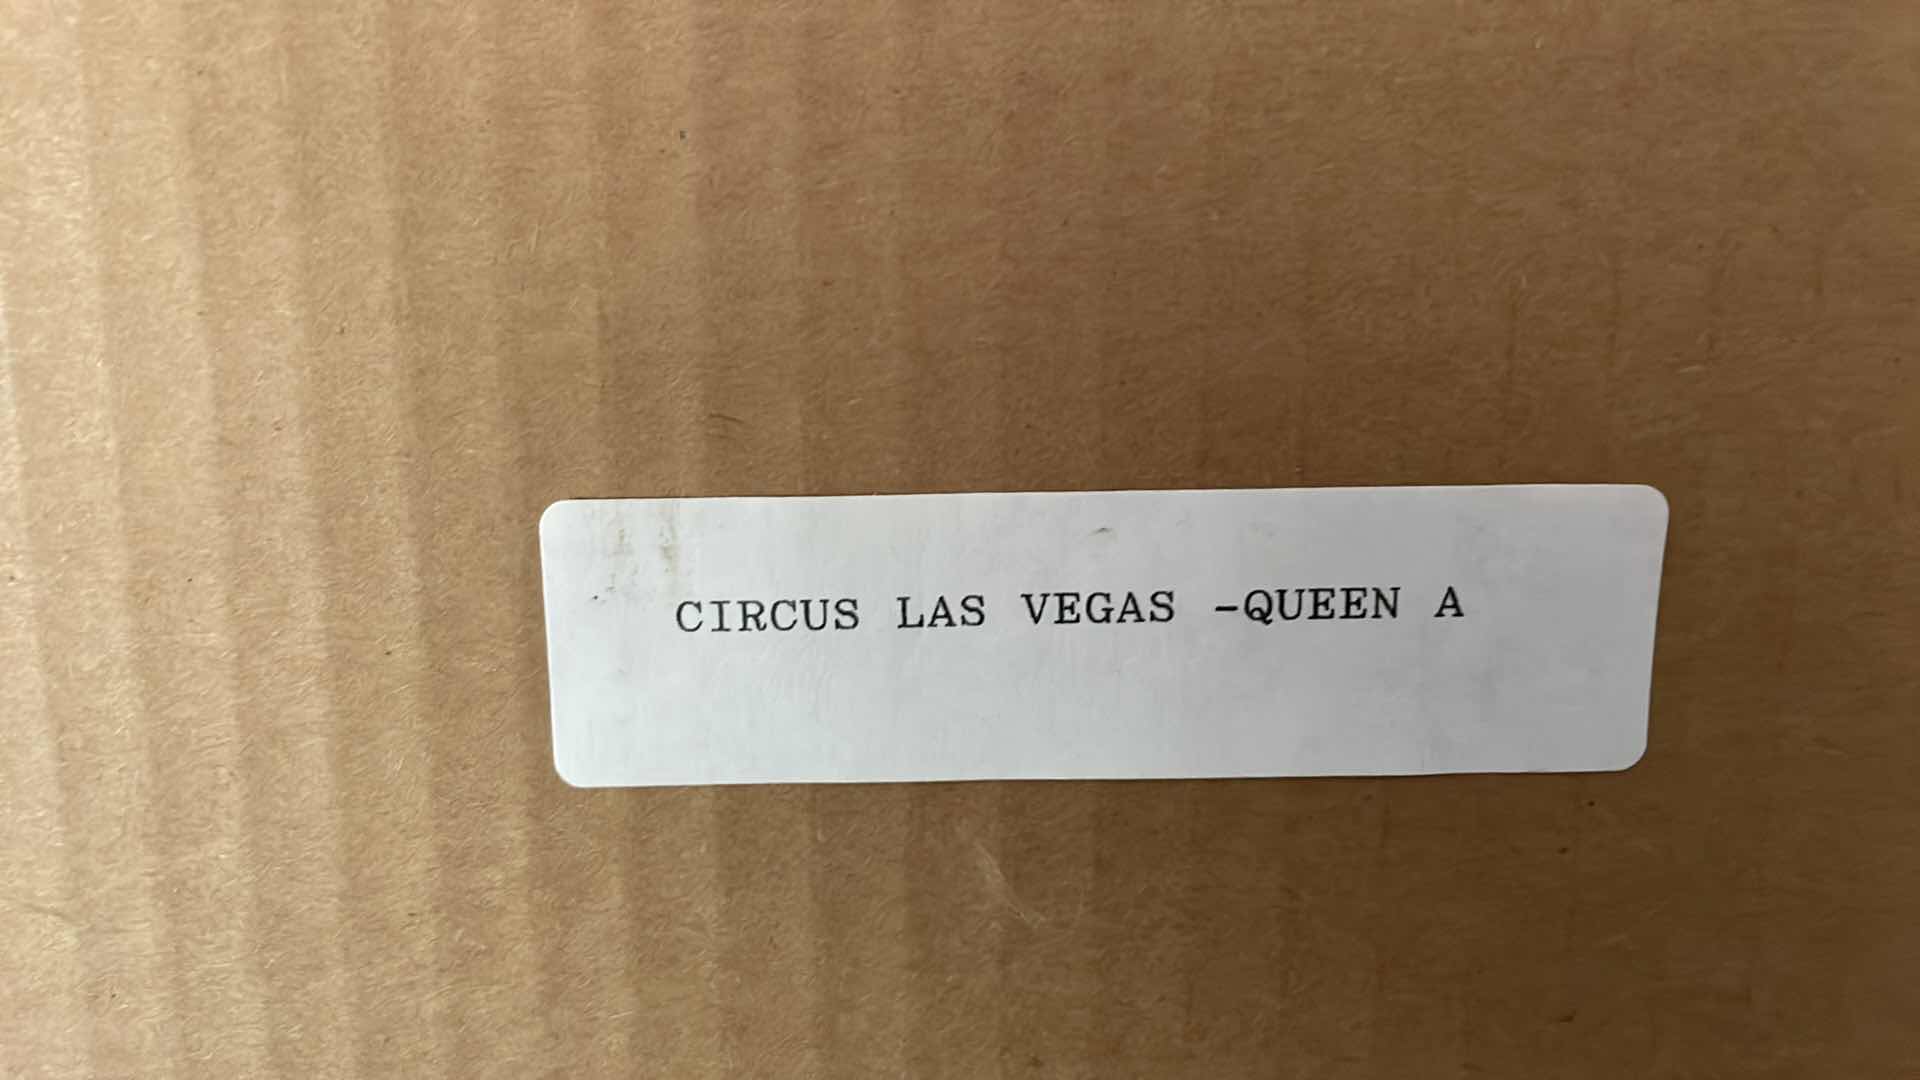 CIRCUS LAS VEGAS -QUEEN A